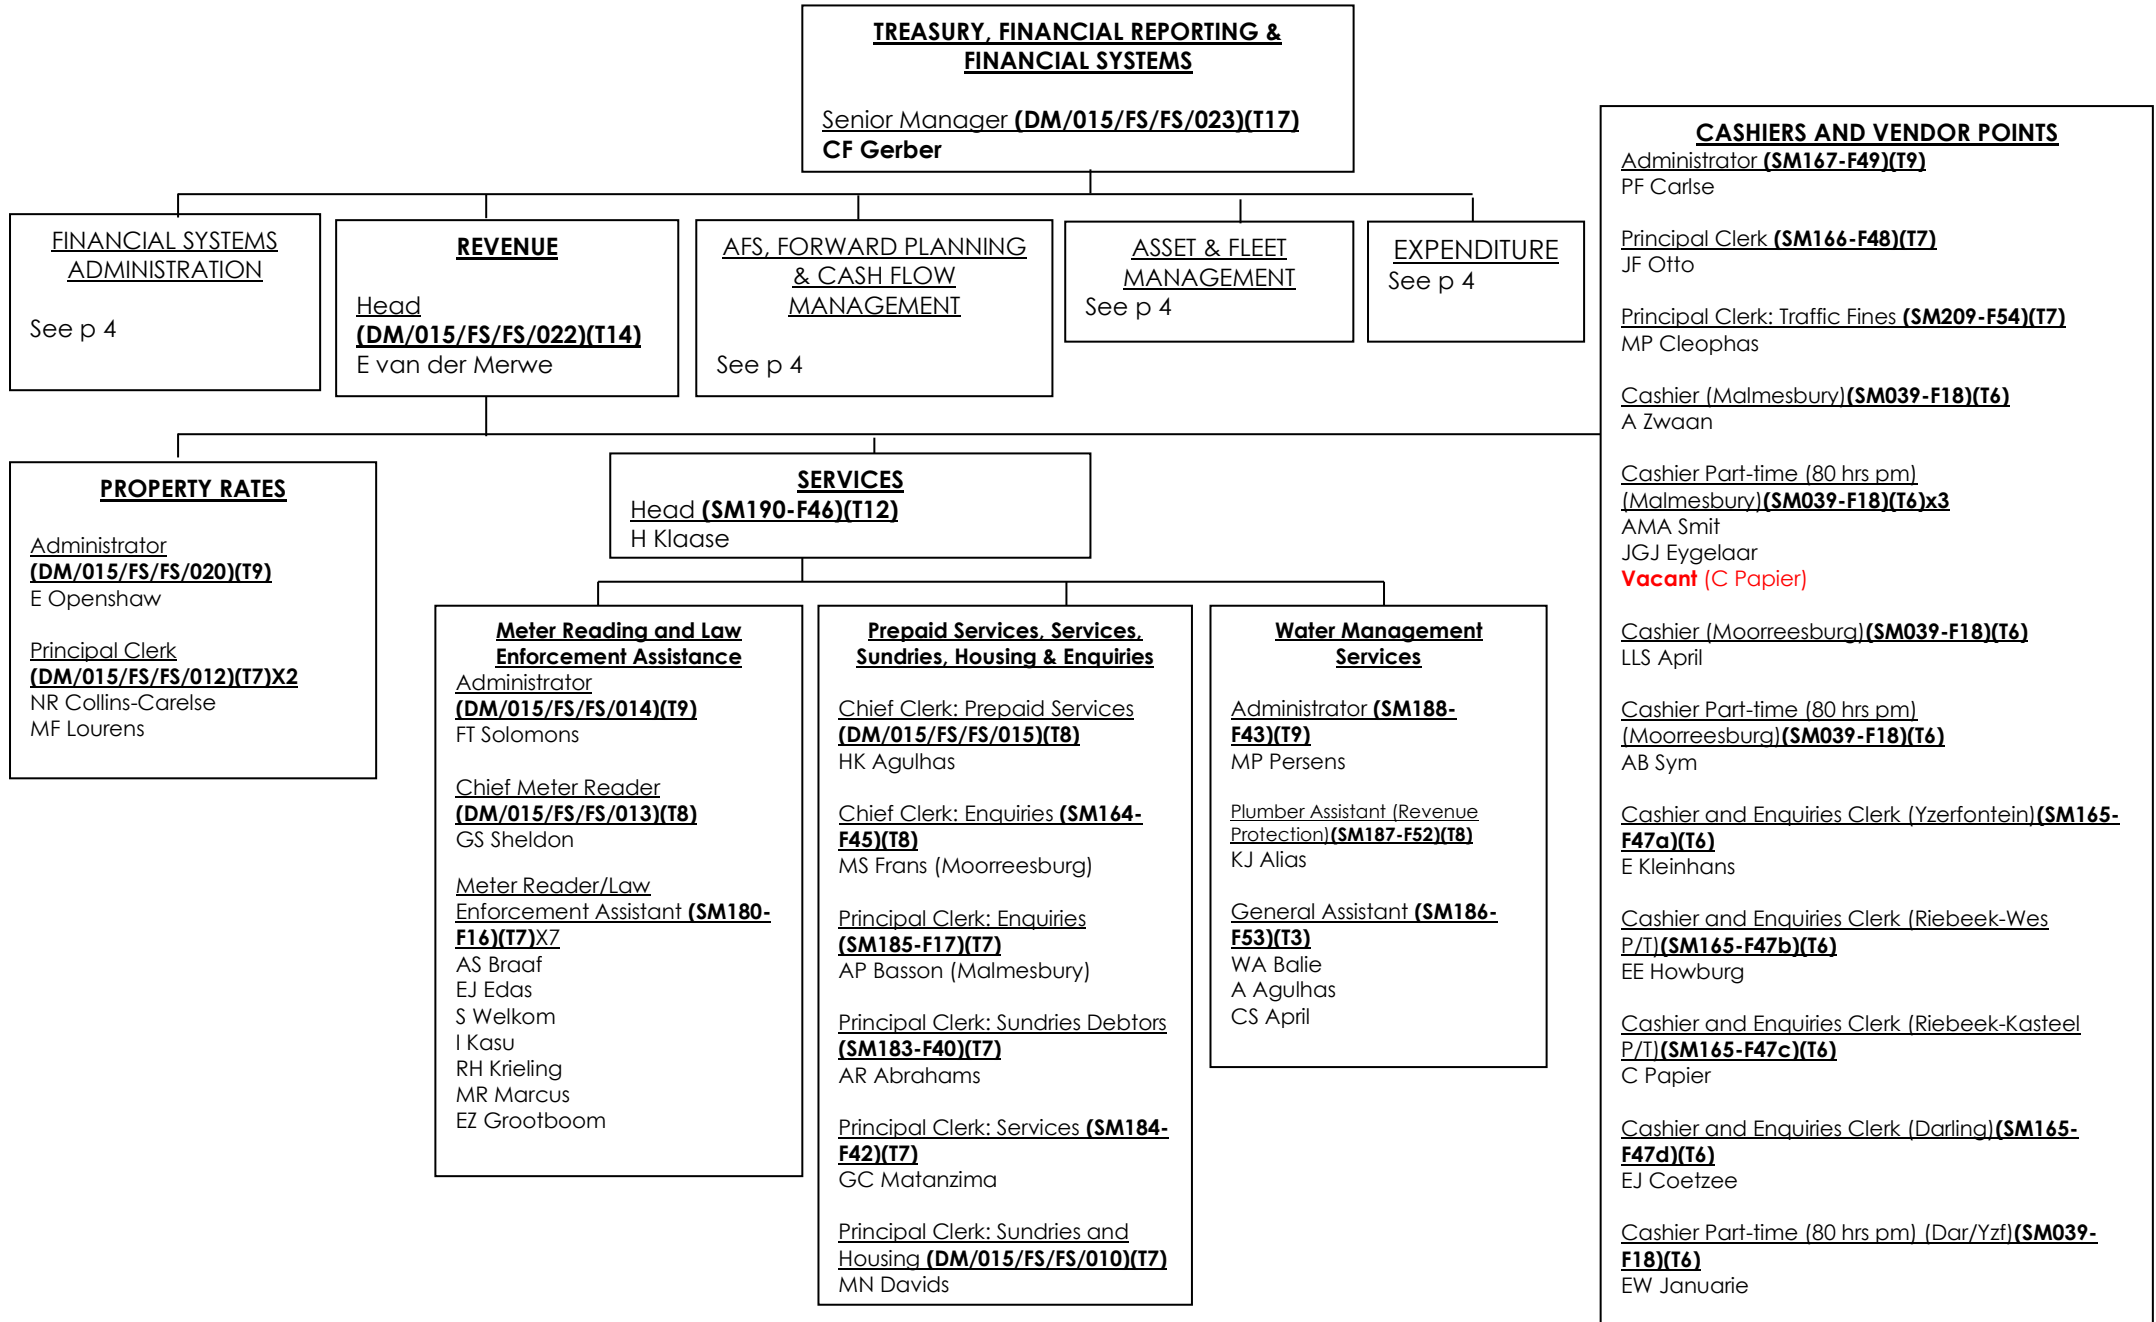 TREASURY, FINANCIAL REPORTING &
FINANCIAL SYSTEMS
Senior Manager (DM/015/FS/FS/023)(T17)
CF Gerber
FINANCIAL SYSTEMS
ADMINISTRATION
See p 4
REVENUE
Head
(DM/015/FS/FS/022)(T14)
E van der Merwe
AFS, FORWARD PLANNING
& CASH FLOW
MANAGEMENT
See p 4
ASSET & FLEET
MANAGEMENT
See p 4
EXPENDITURE
See p 4
PROPERTY RATES
Administrator
(DM/015/FS/FS/020)(T9)
E Openshaw
Principal Clerk
(DM/015/FS/FS/012)(T7)X2
NR Collins-Carelse
MF Lourens
SERVICES
Head (SM190-F46)(T12)
H Klaase
Meter Reading and Law
Enforcement Assistance
Administrator
(DM/015/FS/FS/014)(T9)
FT Solomons
Chief Meter Reader
(DM/015/FS/FS/013)(T8)
GS Sheldon
Meter Reader/Law
Enforcement Assistant (SM180-
F16)(T7)X7
AS Braaf
EJ Edas
S Welkom
I Kasu
RH Krieling
MR Marcus
EZ Grootboom
Prepaid Services, Services,
Sundries, Housing & Enquiries
Chief Clerk: Prepaid Services
(DM/015/FS/FS/015)(T8)
HK Agulhas
Chief Clerk: Enquiries (SM164-
F45)(T8)
MS Frans (Moorreesburg)
Principal Clerk: Enquiries
(SM185-F17)(T7)
AP Basson (Malmesbury)
Principal Clerk: Sundries Debtors
(SM183-F40)(T7)
AR Abrahams
Principal Clerk: Services (SM184-
F42)(T7)
GC Matanzima
Principal Clerk: Sundries and
Housing (DM/015/FS/FS/010)(T7)
MN Davids
Water Management
Services
Administrator (SM188-
F43)(T9)
MP Persens
Plumber Assistant (Revenue
Protection)(SM187-F52)(T8)
KJ Alias
General Assistant (SM186-
F53)(T3)
WA Balie
A Agulhas
CS April
CASHIERS AND VENDOR POINTS
Administrator (SM167-F49)(T9)
PF Carlse
Principal Clerk (SM166-F48)(T7)
JF Otto
Principal Clerk: Traffic Fines (SM209-F54)(T7)
MP Cleophas
Cashier (Malmesbury)(SM039-F18)(T6)
A Zwaan
Cashier Part-time (80 hrs pm)
(Malmesbury)(SM039-F18)(T6)x3
AMA Smit
JGJ Eygelaar
Vacant (C Papier)
Cashier (Moorreesburg)(SM039-F18)(T6)
LLS April
Cashier Part-time (80 hrs pm)
(Moorreesburg)(SM039-F18)(T6)
AB Sym
Cashier and Enquiries Clerk (Yzerfontein)(SM165-
F47a)(T6)
E Kleinhans
Cashier and Enquiries Clerk (Riebeek-Wes
P/T)(SM165-F47b)(T6)
EE Howburg
Cashier and Enquiries Clerk (Riebeek-Kasteel
P/T)(SM165-F47c)(T6)
C Papier
Cashier and Enquiries Clerk (Darling)(SM165-
F47d)(T6)
EJ Coetzee
Cashier Part-time (80 hrs pm) (Dar/Yzf)(SM039-
F18)(T6)
EW Januarie